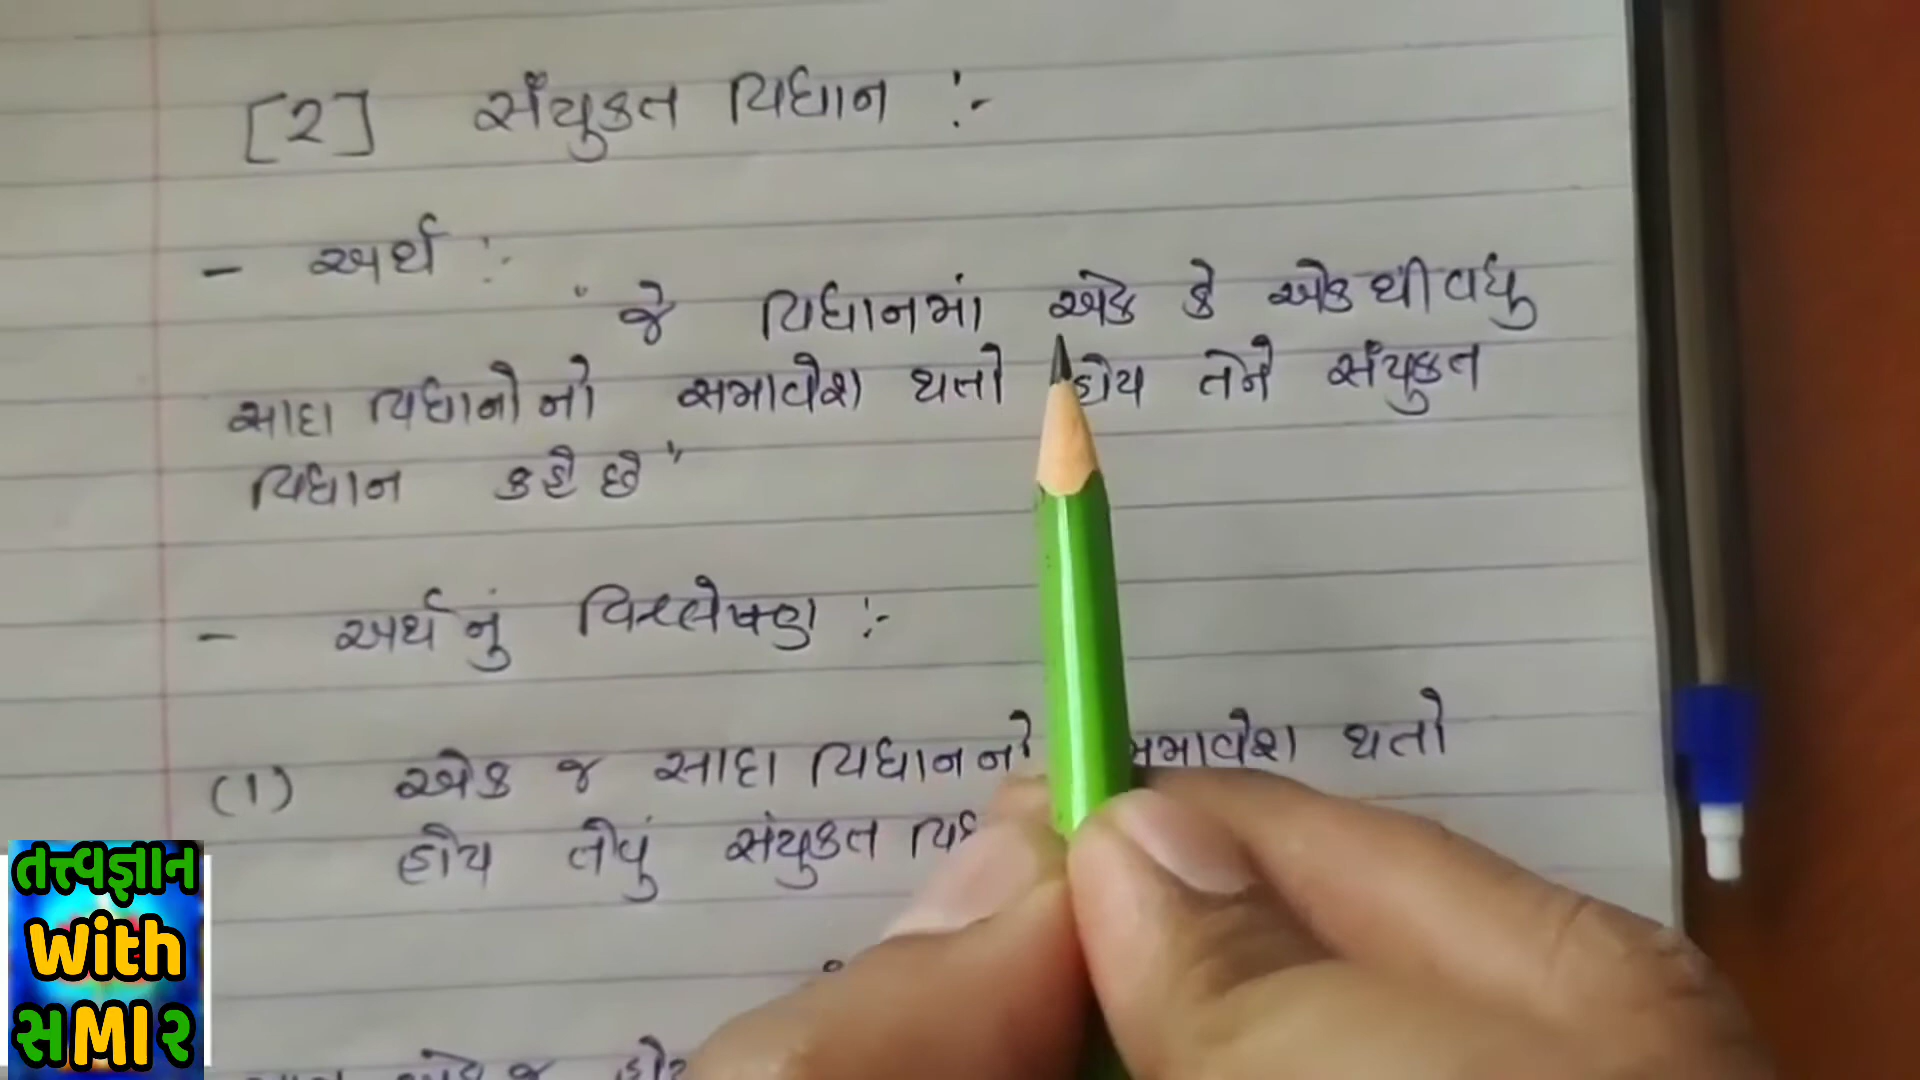 [2] સંયુક્ત વિધાન :-
- અર્થ :-
"જે વિધાનમાં એક કે એકથી વધુ
સાદા વિધાનોનો સમાવેશ થતો હોય તેને સંયુક્ત
વિધાન કહે છે"
- અર્થનું વિશ્લેષણ :-
(1) એક જ સાદા વિધાનનો સમાવેશ થતો
હોય તેવું સંયુક્ત
તત્ત્વજ્ઞાન
With
સMIર